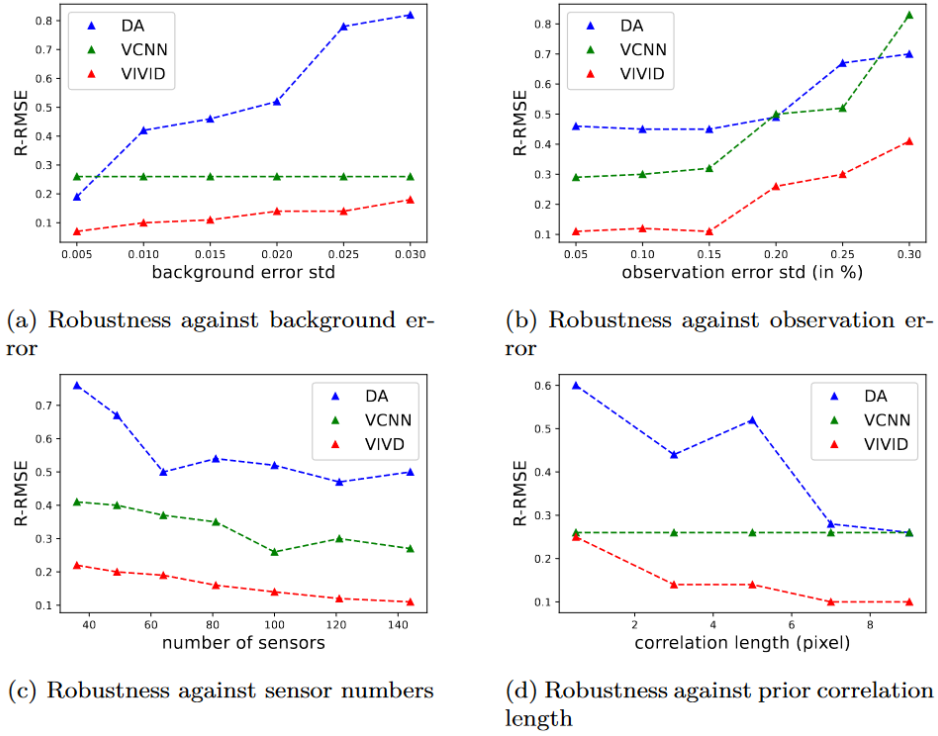 DA
VCNN
VIVID
R-RMSE
0.8
0.7
0.6
0.5
0.4
0.3
0.2
0.1
0.005
0.010
0.015
0.020
0.025
0.030
background error std
(a) Robustness against background er-
ror
DA
VCNN
VIVID
R-RMSE
0.8
0.7
0.6
0.5
0.4
0.3
0.2
0.1
0.05
0.10
0.15
0.20
0.25
0.30
observation error std (in %)
(b) Robustness against observation er-
ror
DA
VCNN
VIVD
R-RMSE
0.7
0.6
0.5
0.4
0.3
0.2
0.1
40
60
80
100
120
140
number of sensors
(c) Robustness against sensor numbers
DA
VCNN
VIVID
R-RMSE
0.6
0.5
0.4
0.3
0.2
0.1
2
4
6
8
correlation length (pixel)
(d) Robustness against prior correlation
length